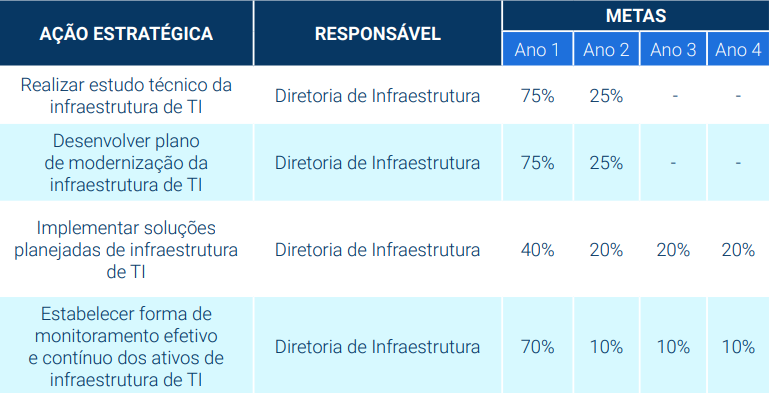 AÇÃO ESTRATÉGICA RESPONSÁVEL METAS
Ano 1 Ano 2 Ano 3 Ano 4
Realizar estudo técnico da
infraestrutura de TI
Diretoria de Infraestrutura 75% 25% - -
Desenvolver plano
de modernização da
infraestrutura de TI
Diretoria de Infraestrutura 75% 25% - -
Implementar soluções
planejadas de infraestrutura
de TI
Diretoria de Infraestrutura 40% 20% 20% 20%
Estabelecer forma de
monitoramento efetivo
e contínuo dos ativos de
infraestrutura de TI
Diretoria de Infraestrutura 70% 10% 10% 10%